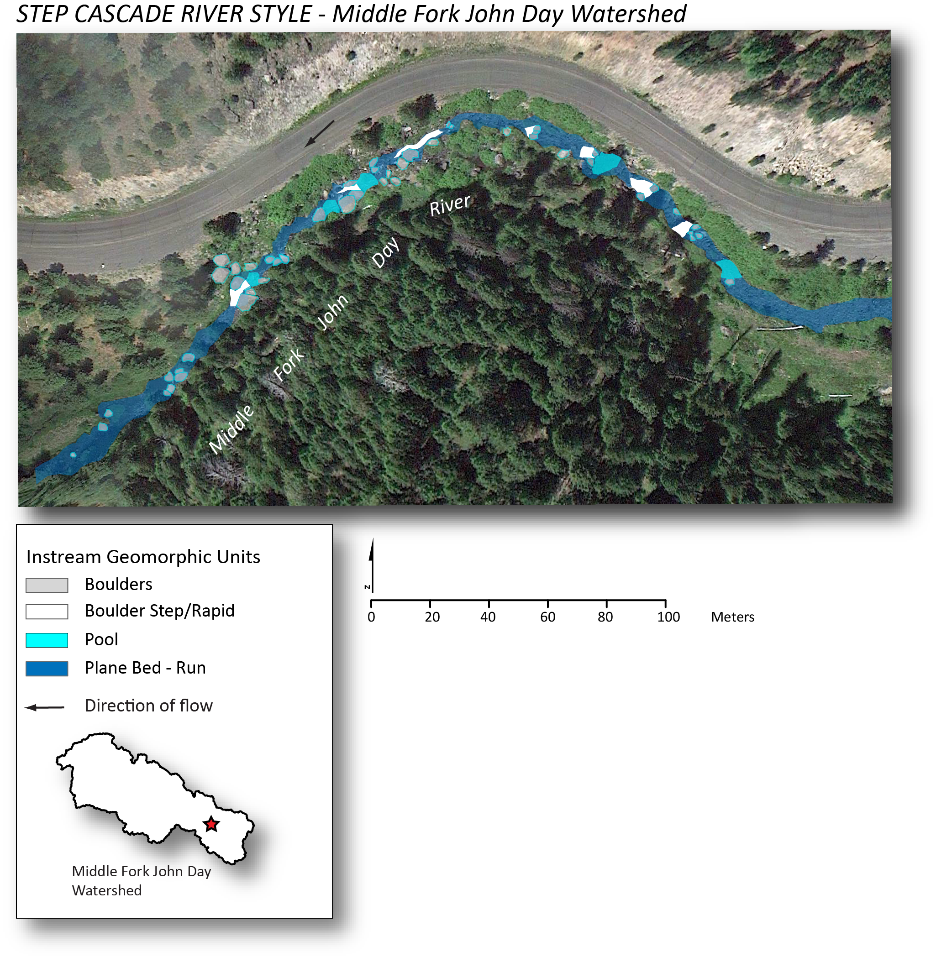 STEP CASCADE RIVER STYLE - Middle Fork John Day Watershed
Middle Fork John Day River
Instream Geomorphic Units
Boulders
Boulder Step/Rapid
Pool
Plane Bed - Run
Direction of flow
Middle Fork John Day
Watershed
N
0 20 40 60 80 100 Meters